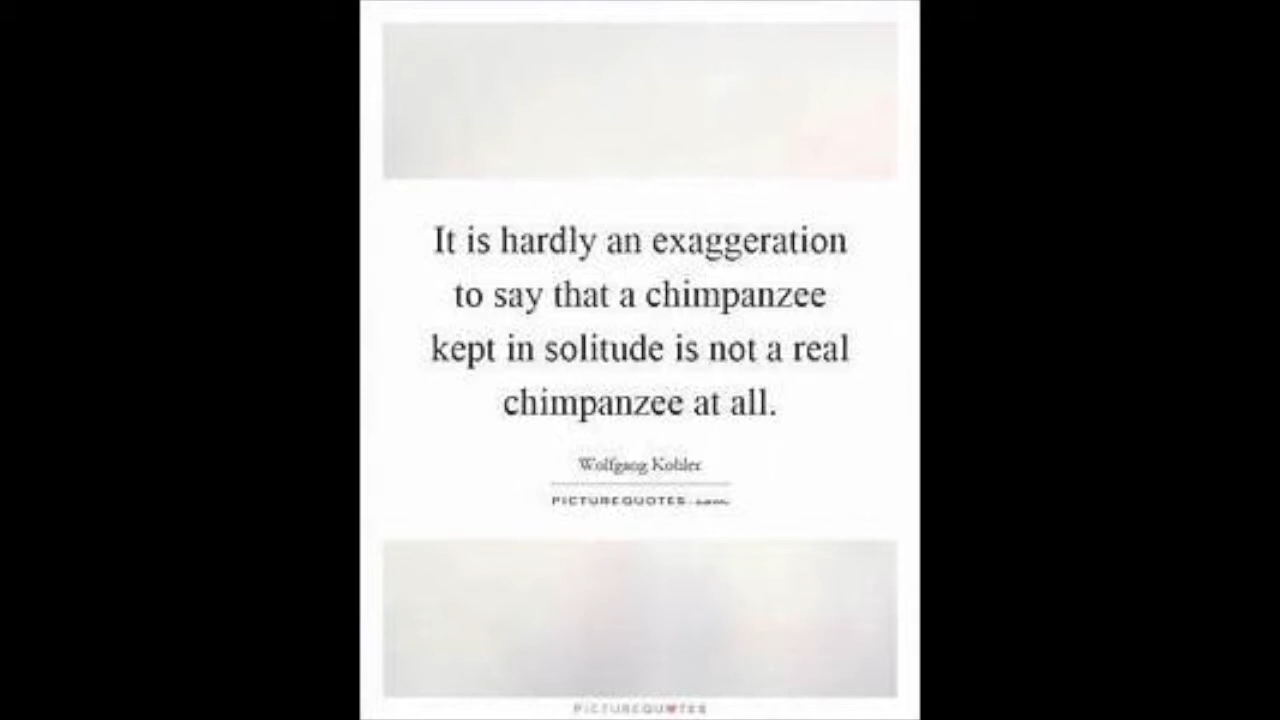 It is hardly an exaggeration
to say that a chimpanzee
kept in solitude is not a real
chimpanzee at all.
Wolfgang Kohler
PICTUREQUOTES.com
PICTUREQUOTES